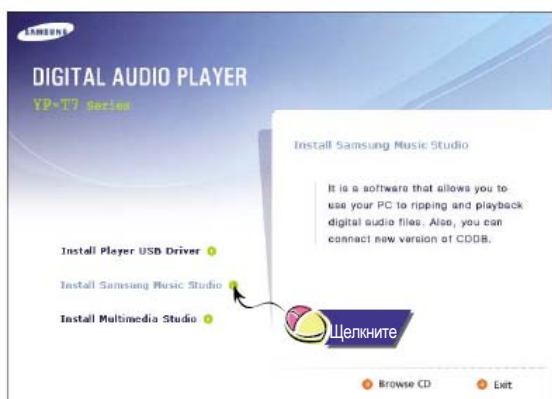 SAMSUNG
DIGITAL AUDIO PLAYER
YP-T7 Series
Install Samsung Music Studio
It is a software that allows you to
use your PC to ripping and playback
digital audio files. Also, you can
connect new version of CDDB.
Install Player USB Driver
Install Samsung Music Studio
Install Multimedia Studio
Щелкните
Browse CD
Exit